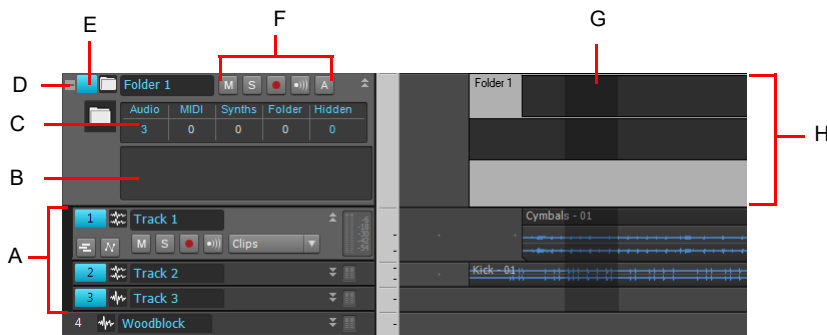 F
G
E
D
Folder 1
M S A
Folder 1
Audio MIDI Synths Folder Hidden
C
3 0 0 0 0
H
B
1 Track 1
Cymbals - 01
M S Clips
A
2 Track 2
Kick - 01
3 Track 3
4 Woodblock